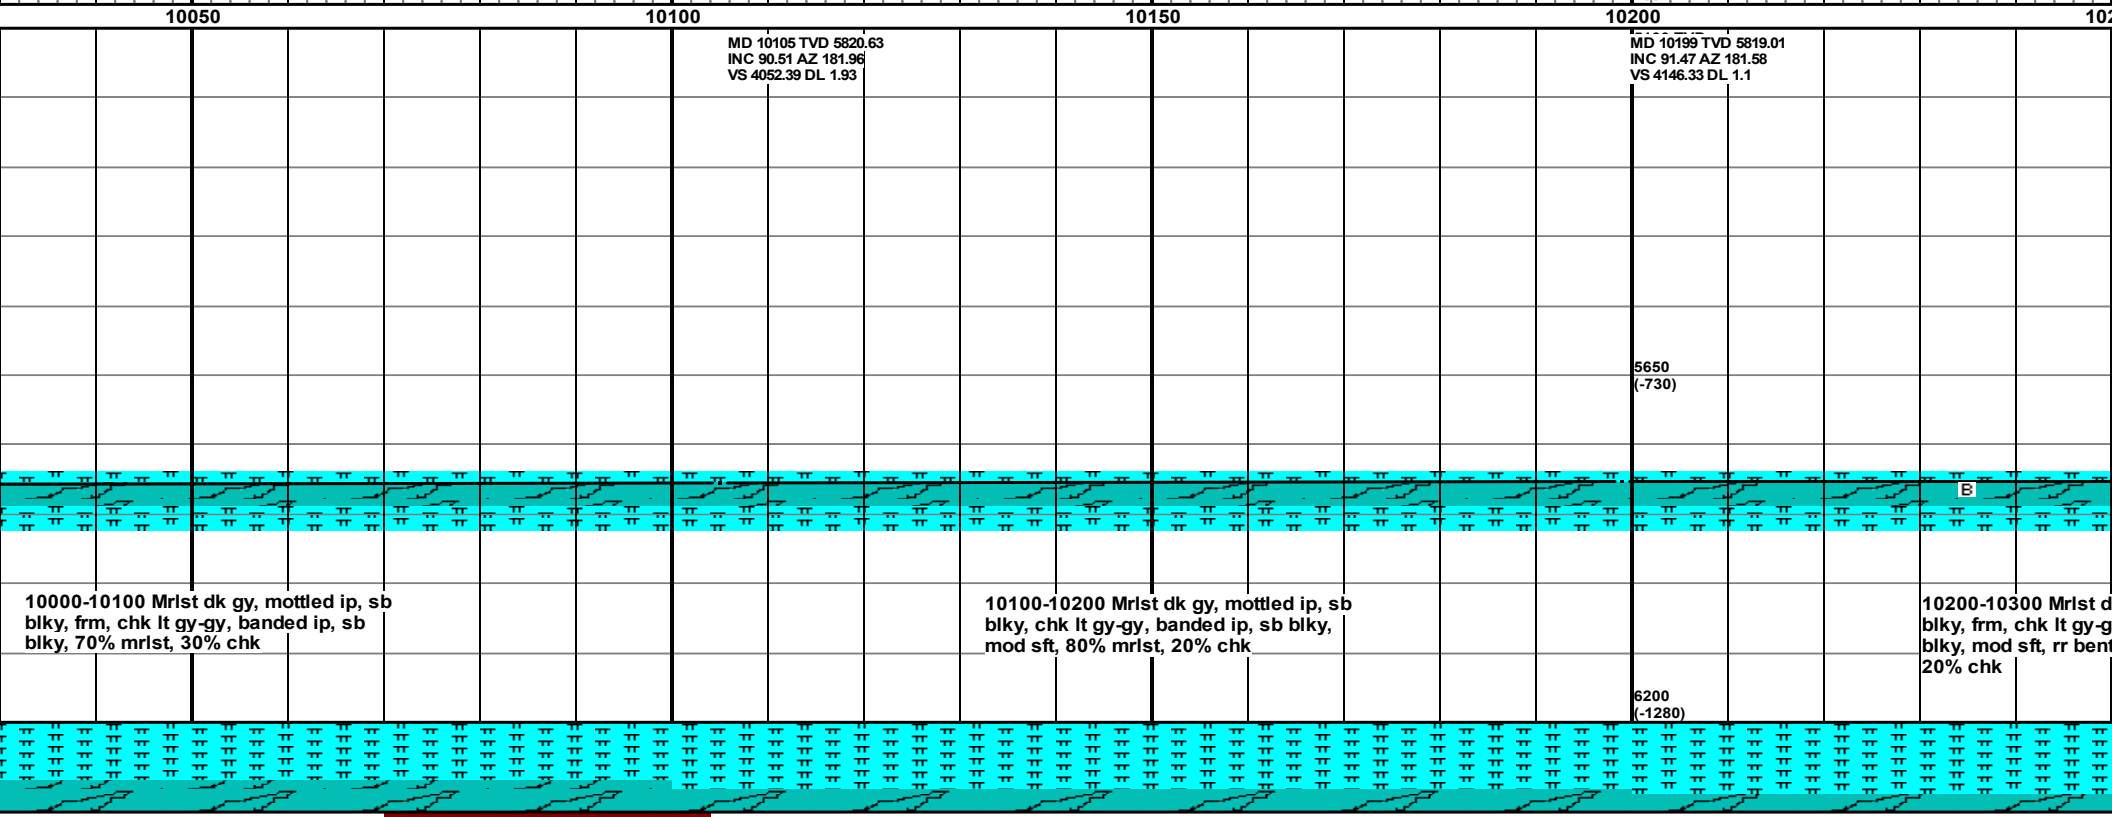 10050
10100
10150
10200
MD 10105 TVD 5820.63
INC 90.51 AZ 181.96
VS 4052.39 DL 1.93
MD 10199 TVD 5819.01
INC 91.47 AZ 181.58
VS 4146.33 DL 1.1
5650
(-730)
B
10000-10100 Mrlst dk gy, mottled ip, sb
blky, frm, chk lt gy-gy, banded ip, sb
blky, 70% mrlst, 30% chk
10100-10200 Mrlst dk gy, mottled ip, sb
blky, chk lt gy-gy, banded ip, sb blky,
mod sft, 80% mrlst, 20% chk
10200-10300 Mrlst d
blky, frm, chk lt gy-g
blky, mod sft, rr bent
20% chk
6200
(-1280)